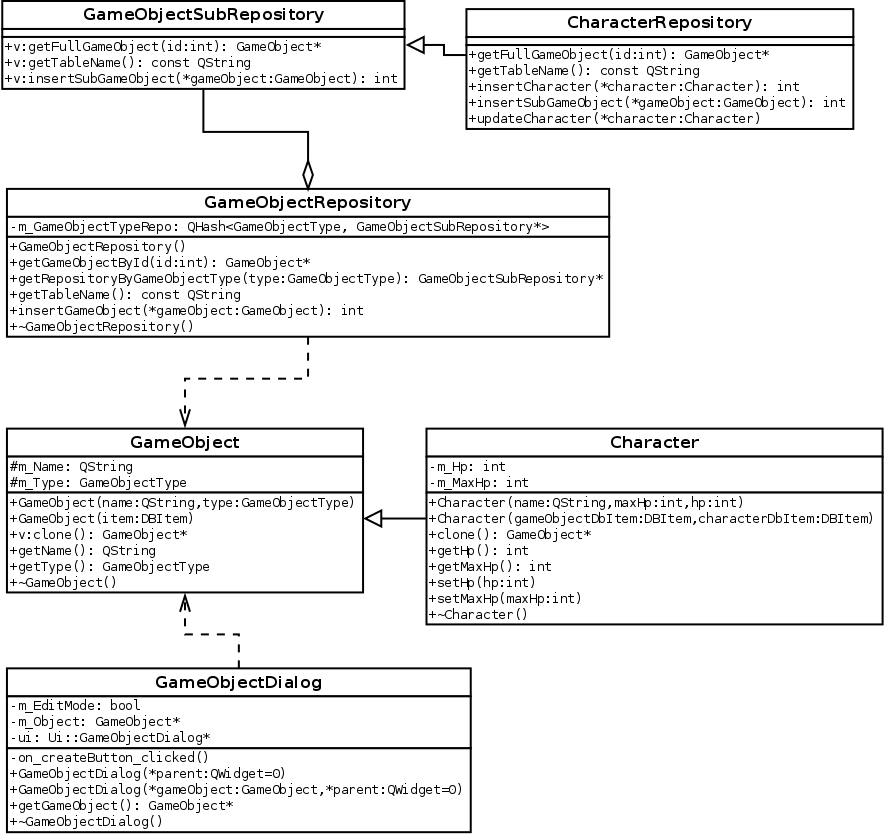 GameObjectSubRepository
+v:getFullGameObject(id:int): GameObject*
+v:getTableName(): const QString
+v:insertSubGameObject(*gameObject:GameObject): int
CharacterRepository
+getFullGameObject(id:int): GameObject*
+getTableName(): const QString
+insertCharacter(*character:Character): int
+insertSubGameObject(*gameObject:GameObject): int
+updateCharacter(*character:Character)
GameObjectRepository
-m_GameObjectTypeRepo: QHash<GameObjectType, GameObjectSubRepository*>
+GameObjectRepository()
+getGameObjectById(id:int): GameObject*
+getRepositoryByGameObjectType(type:GameObjectType): GameObjectSubRepository*
+getTableName(): const QString
+insertGameObject(*gameObject:GameObject): int
+~GameObjectRepository()
GameObject
#m_Name: QString
#m_Type: GameObjectType
+GameObject(name:QString,type:GameObjectType)
+GameObject(item:DBItem)
+v:clone(): GameObject*
+getName(): QString
+getType(): GameObjectType
+~GameObject()
Character
-m_Hp: int
-m_MaxHp: int
+Character(name:QString,maxHp:int,hp:int)
+Character(gameObjectDbItem:DBItem,characterDbItem:DBItem)
+clone(): GameObject*
+getHp(): int
+getMaxHp(): int
+setHp(hp:int)
+setMaxHp(maxHp:int)
+~Character()
GameObjectDialog
-m_EditMode: bool
-m_Object: GameObject*
-ui: Ui::GameObjectDialog*
-on_createButton_clicked()
+GameObjectDialog(*parent:QWidget=0)
+GameObjectDialog(*gameObject:GameObject,*parent:QWidget=0)
+getGameObject(): GameObject*
+~GameObjectDialog()